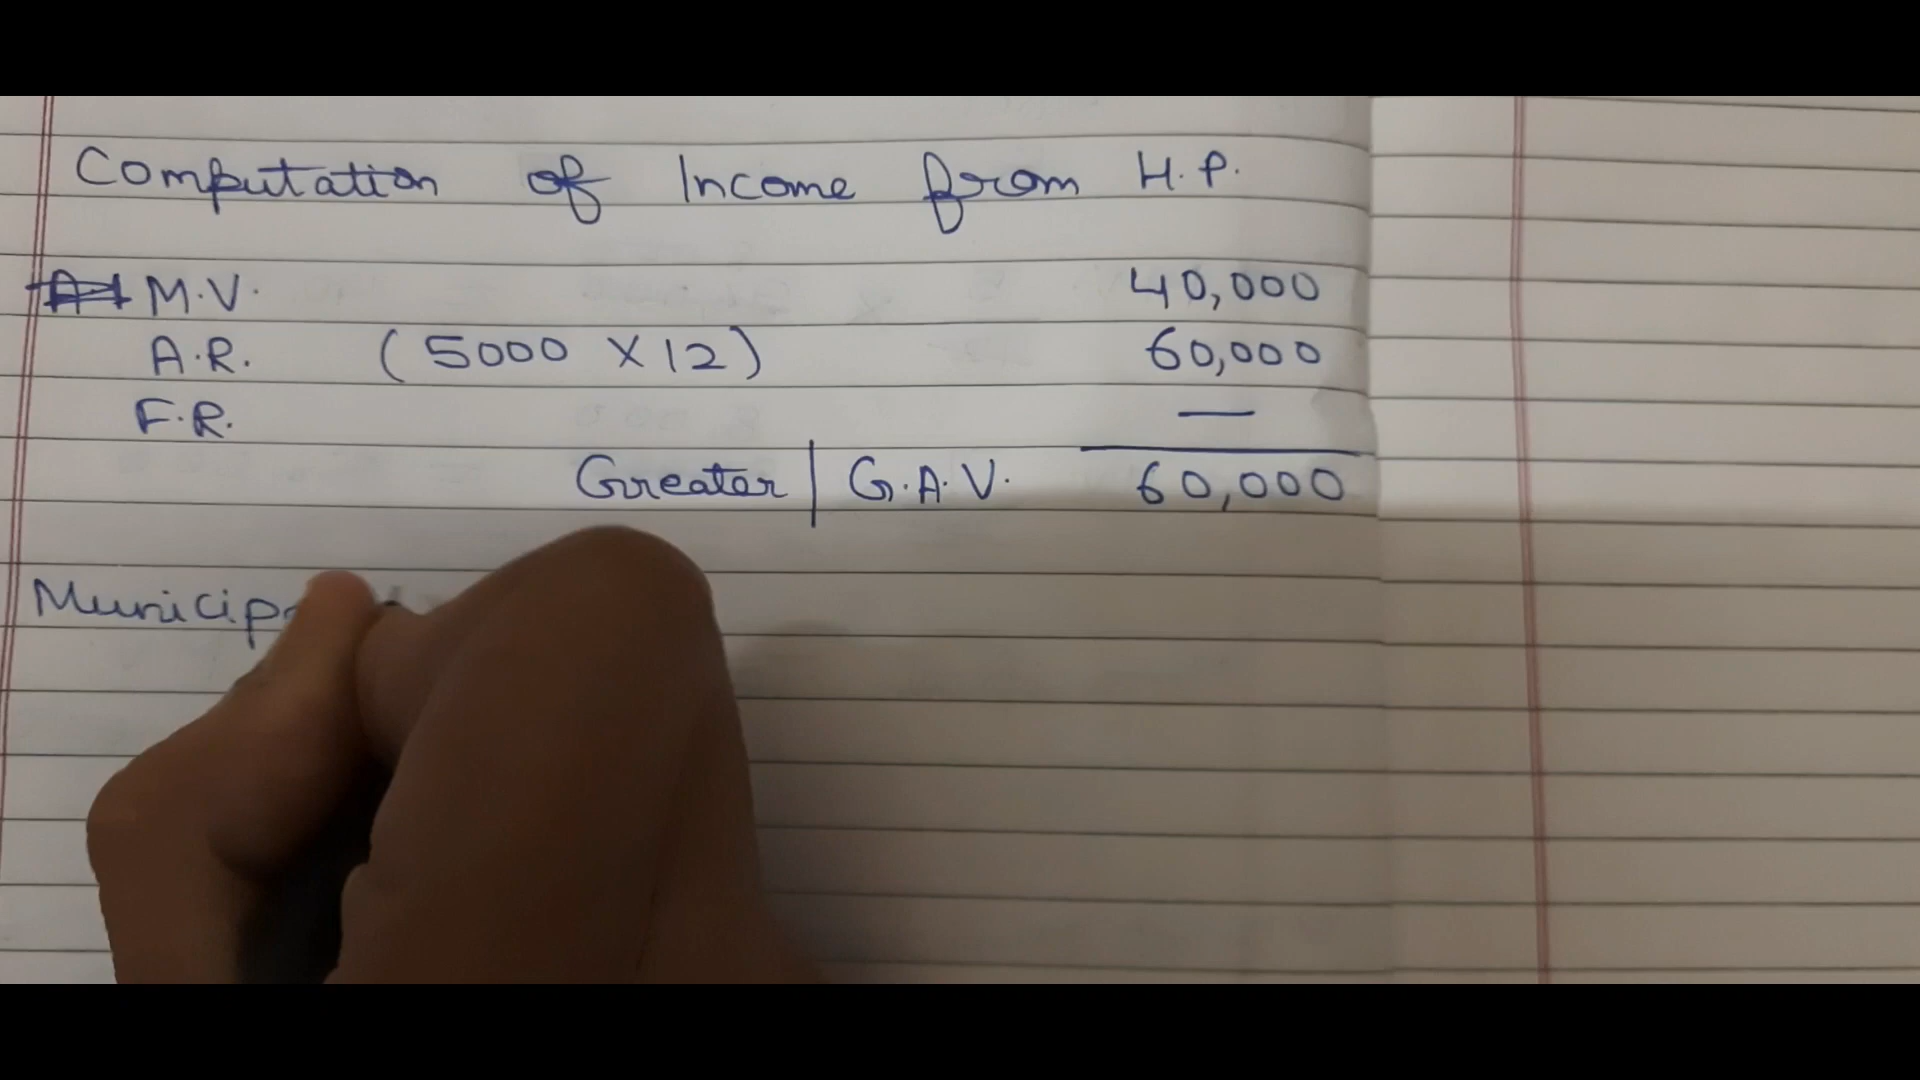 Computation of Income from H.P.
M.V. 40,000
A.R. (5000 X 12) 60,000
F.R. —
Greater | G.A.V. 60,000